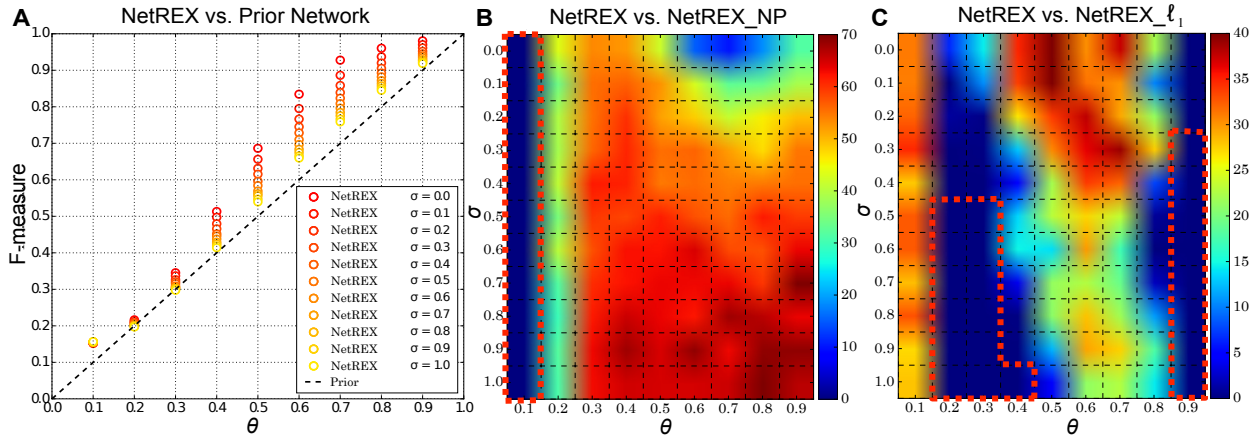 A
NetREX vs. Prior Network
F-measure
1.0
0.9
0.8
0.7
0.6
0.5
0.4
0.3
0.2
0.1
0.0
0.0 0.1 0.2 0.3 0.4 0.5 0.6 0.7 0.8 0.9 1.0
θ
NetREX σ = 0.0
NetREX σ = 0.1
NetREX σ = 0.2
NetREX σ = 0.3
NetREX σ = 0.4
NetREX σ = 0.5
NetREX σ = 0.6
NetREX σ = 0.7
NetREX σ = 0.8
NetREX σ = 0.9
NetREX σ = 1.0
Prior
B
NetREX vs. NetREX_NP
σ
0.0
0.1
0.2
0.3
0.4
0.5
0.6
0.7
0.8
0.9
1.0
0.1 0.2 0.3 0.4 0.5 0.6 0.7 0.8 0.9
θ
70
60
50
40
30
20
10
0
C
NetREX vs. NetREX_ℓ₁
σ
0.0
0.1
0.2
0.3
0.4
0.5
0.6
0.7
0.8
0.9
1.0
0.1 0.2 0.3 0.4 0.5 0.6 0.7 0.8 0.9
θ
40
35
30
25
20
15
10
5
0